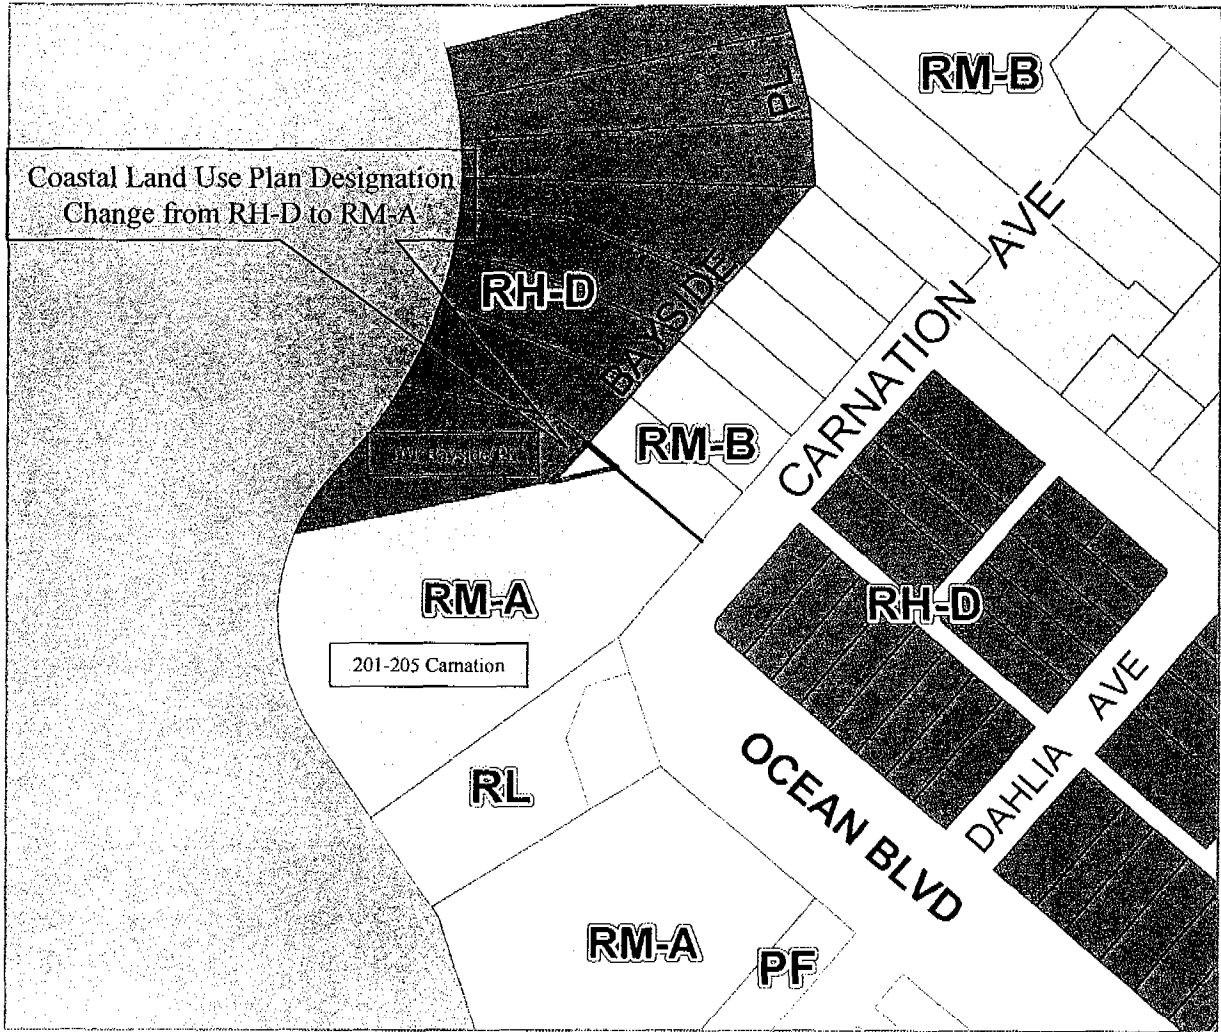 RM-B
PL
Coastal Land Use Plan Designation
Change from RH-D to RM-A
AVE
RH-D
BAYSIDE
CARNATION
RM-B
Bayside
RM-A
RH-D
201-205 Carnation
AVE
RL
OCEAN BLVD
DAHLIA
RM-A
PF